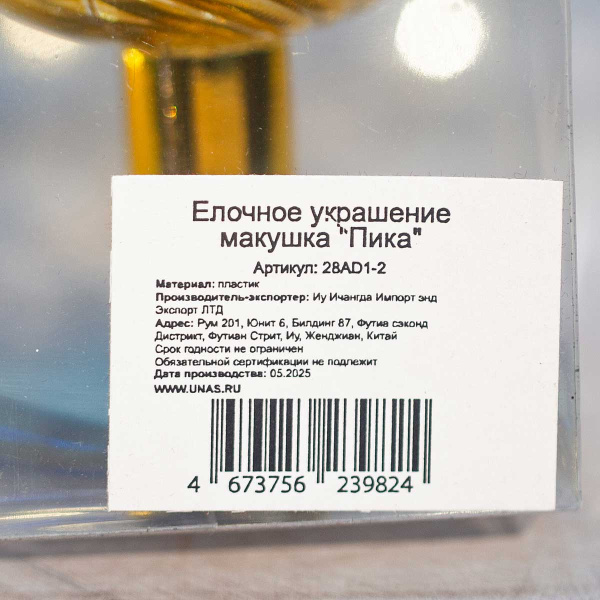 Елочное украшение
макушка "Пика"
Артикул: 28AD1-2
Материал: пластик
Производитель-экспортер: Иу Ичангда Импорт энд
Экспорт ЛТД
Адрес: Рум 201, Юнит 6, Билдинг 87, Футиа сэконд
Дистрикт, Футиан Стрит, Иу, Женджиан, Китай
Срок годности не ограничен
Обязательной сертификации не подлежит
Дата производства: 05.2025
WWW.UNAS.RU
4 673756 239824